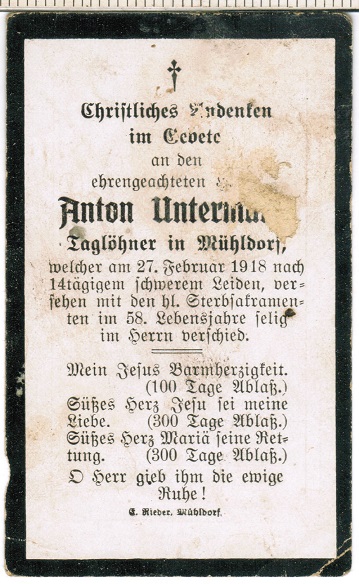 Christliches Andenken
im Gebete
an den
ehrengeachteten
Anton
Taglöhner in Mühldorf,
welcher am 27. Februar 1918 nach
14tägigem schwerem Leiden, ver-
sehen mit den hl. Sterbsakramen-
ten im 58. Lebensjahre selig
im Herrn verschied.
Mein Jesus Barmherzigkeit.
(100 Tage Ablaß.)
Süßes Herz Jesu sei meine
Liebe. (300 Tage Ablaß.)
Süßes Herz Mariä seine Ret-
tung. (300 Tage Ablaß.)
O Herr gieb ihm die ewige
Ruhe!
E. Rieder, Mühldorf.